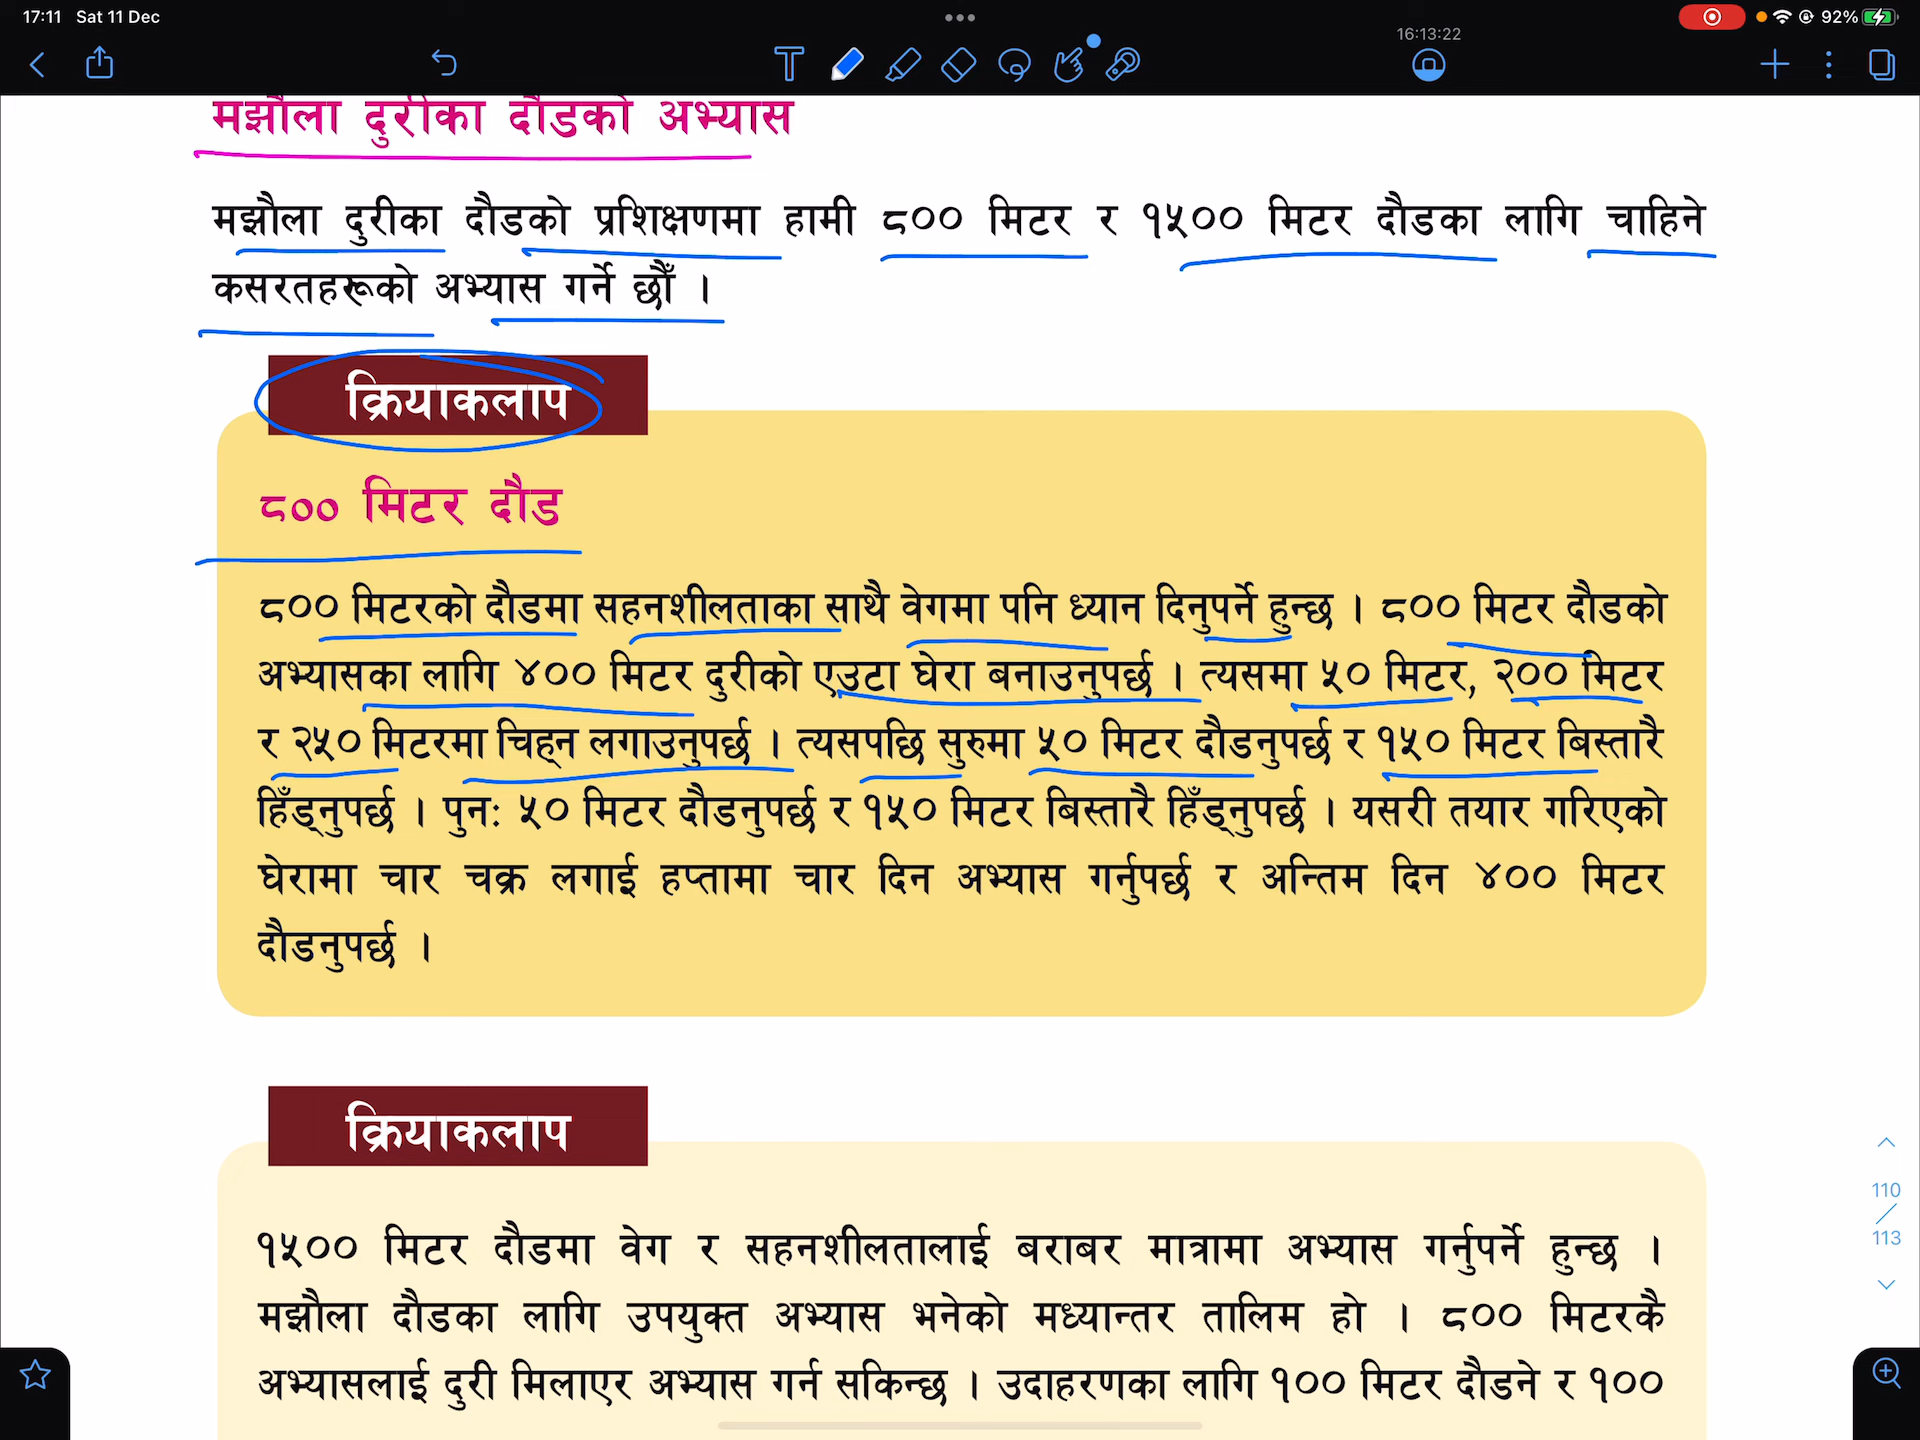 17:11 Sat 11 Dec
92%
16:13:22
मझौला दुरीका दौडको अभ्यास
मझौला दुरीका दौडको प्रशिक्षणमा हामी ८०० मिटर र १५०० मिटर दौडका लागि चाहिने
कसरतहरूको अभ्यास गर्ने छौँ ।
क्रियाकलाप
८०० मिटर दौड
८०० मिटरको दौडमा सहनशीलताका साथै वेगमा पनि ध्यान दिनुपर्ने हुन्छ । ८०० मिटर दौडको
अभ्यासका लागि ४०० मिटर दुरीको एउटा घेरा बनाउनुपर्छ । त्यसमा ५० मिटर, २०० मिटर
र २५० मिटरमा चिह्न लगाउनुपर्छ । त्यसपछि सुरुमा ५० मिटर दौडनुपर्छ र १५० मिटर बिस्तारै
हिँड्नुपर्छ । पुनः ५० मिटर दौडनुपर्छ र १५० मिटर बिस्तारै हिँड्नुपर्छ । यसरी तयार गरिएको
घेरामा चार चक्र लगाई हप्तामा चार दिन अभ्यास गर्नुपर्छ र अन्तिम दिन ४०० मिटर
दौडनुपर्छ ।
क्रियाकलाप
१५०० मिटर दौडमा वेग र सहनशीलतालाई बराबर मात्रामा अभ्यास गर्नुपर्ने हुन्छ ।
मझौला दौडका लागि उपयुक्त अभ्यास भनेको मध्यान्तर तालिम हो । ८०० मिटरकै
अभ्यासलाई दुरी मिलाएर अभ्यास गर्न सकिन्छ । उदाहरणका लागि १०० मिटर दौडने र १००
110
/
113